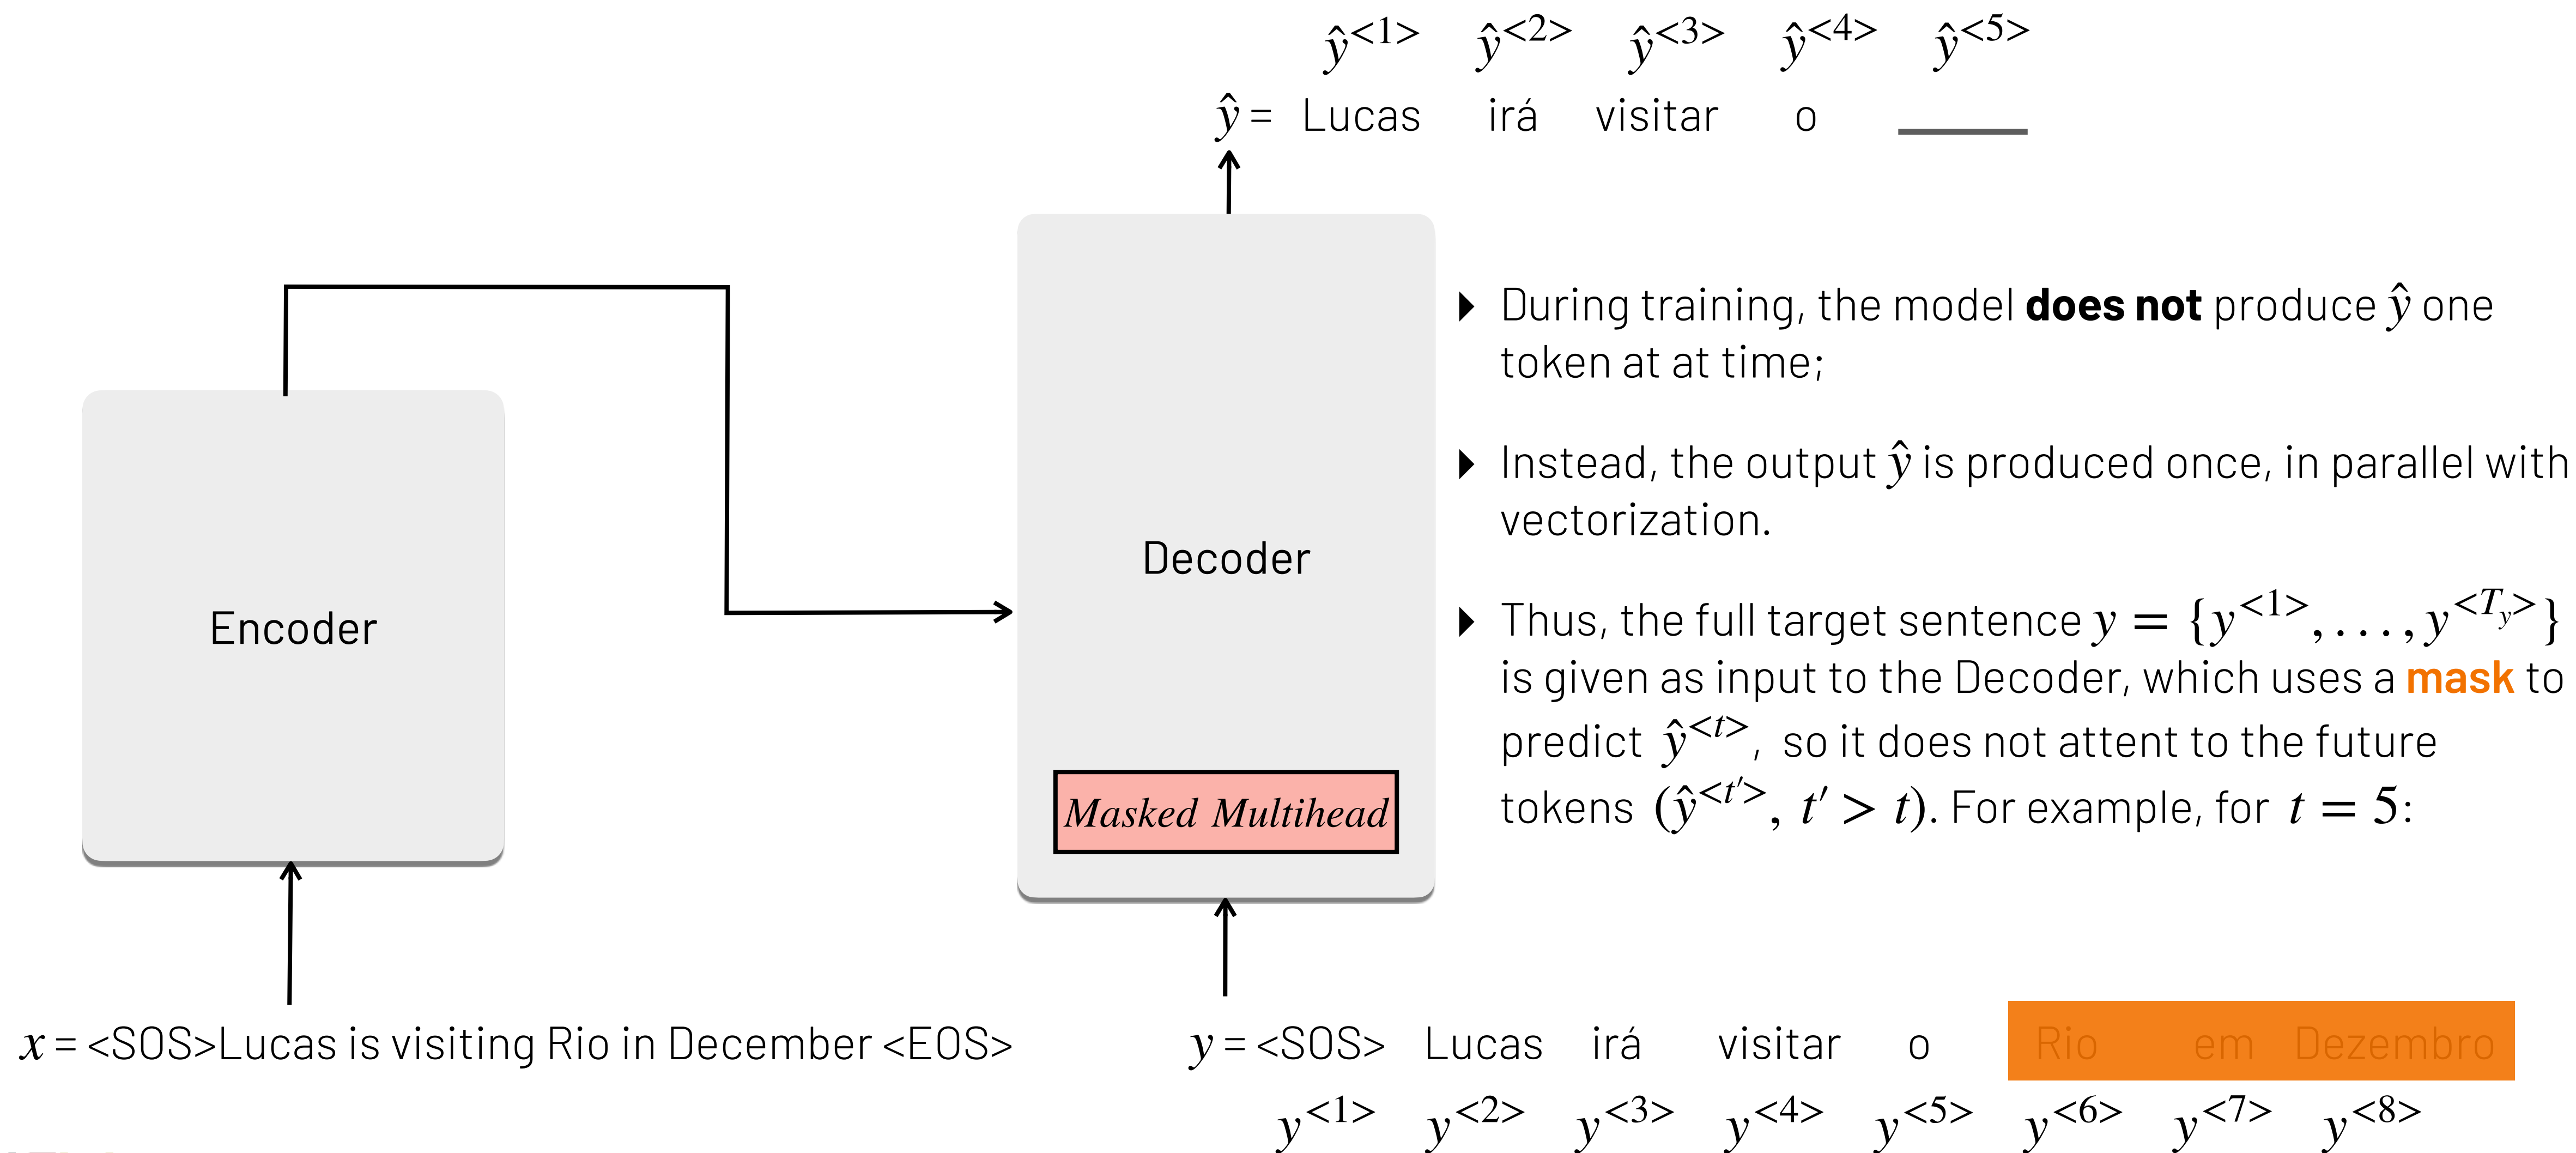 ŷ<1> ŷ<2> ŷ<3> ŷ<4> ŷ<5>
ŷ = Lucas irá visitar o ____
Encoder
Decoder
Masked Multihead
▸ During training, the model does not produce ŷ one
token at at time;
▸ Instead, the output ŷ is produced once, in parallel with
vectorization.
▸ Thus, the full target sentence y = {y<1>, . . . , y<T_y>}
is given as input to the Decoder, which uses a mask to
predict ŷ<t>, so it does not attent to the future
tokens (ŷ<t′>, t′ > t). For example, for t = 5:
x = <SOS>Lucas is visiting Rio in December <EOS>
y = <SOS> Lucas irá visitar o Rio em Dezembro
y<1> y<2> y<3> y<4> y<5> y<6> y<7> y<8>